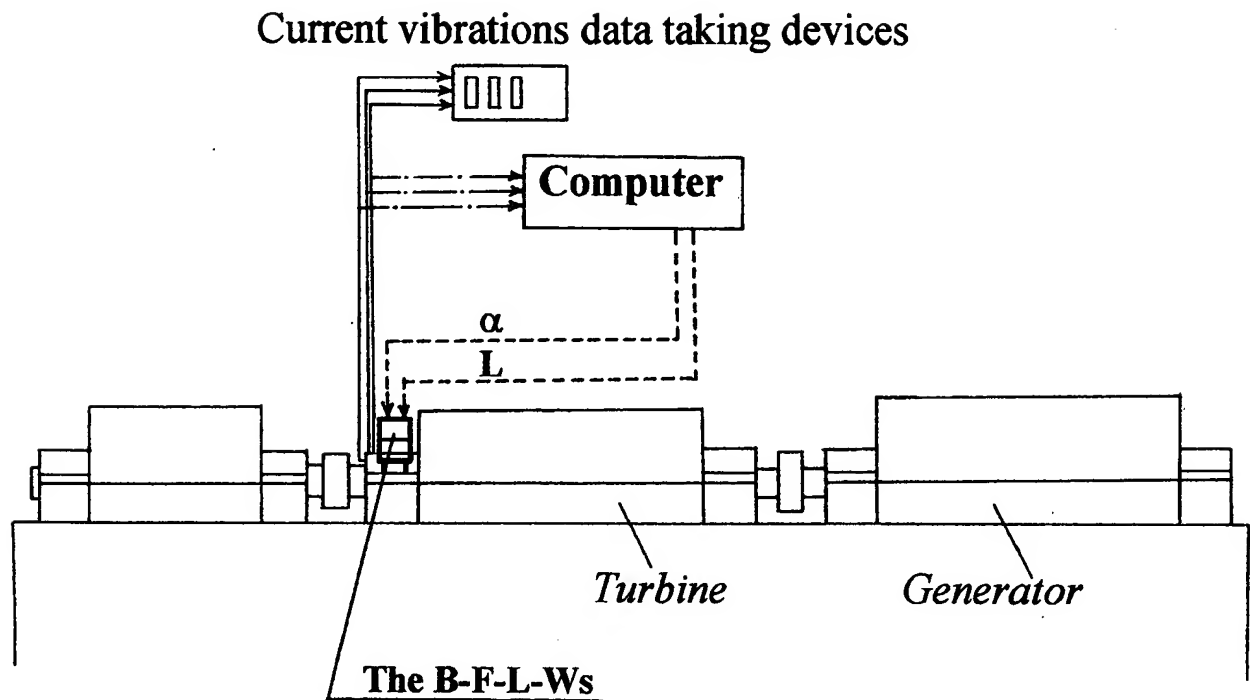 Current vibrations data taking devices
Computer
α
L
Turbine
Generator
The B-F-L-Ws